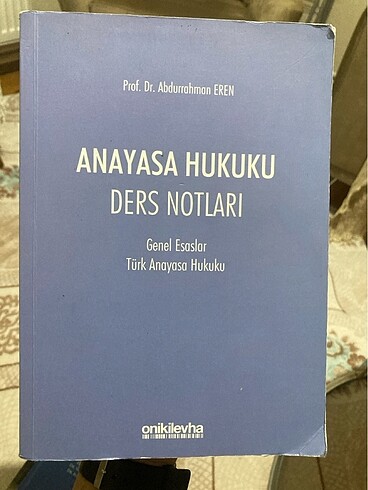 Prof. Dr. Abdurrahman EREN
ANAYASA HUKUKU
DERS NOTLARI
Genel Esaslar
Türk Anayasa Hukuku
onikilevha